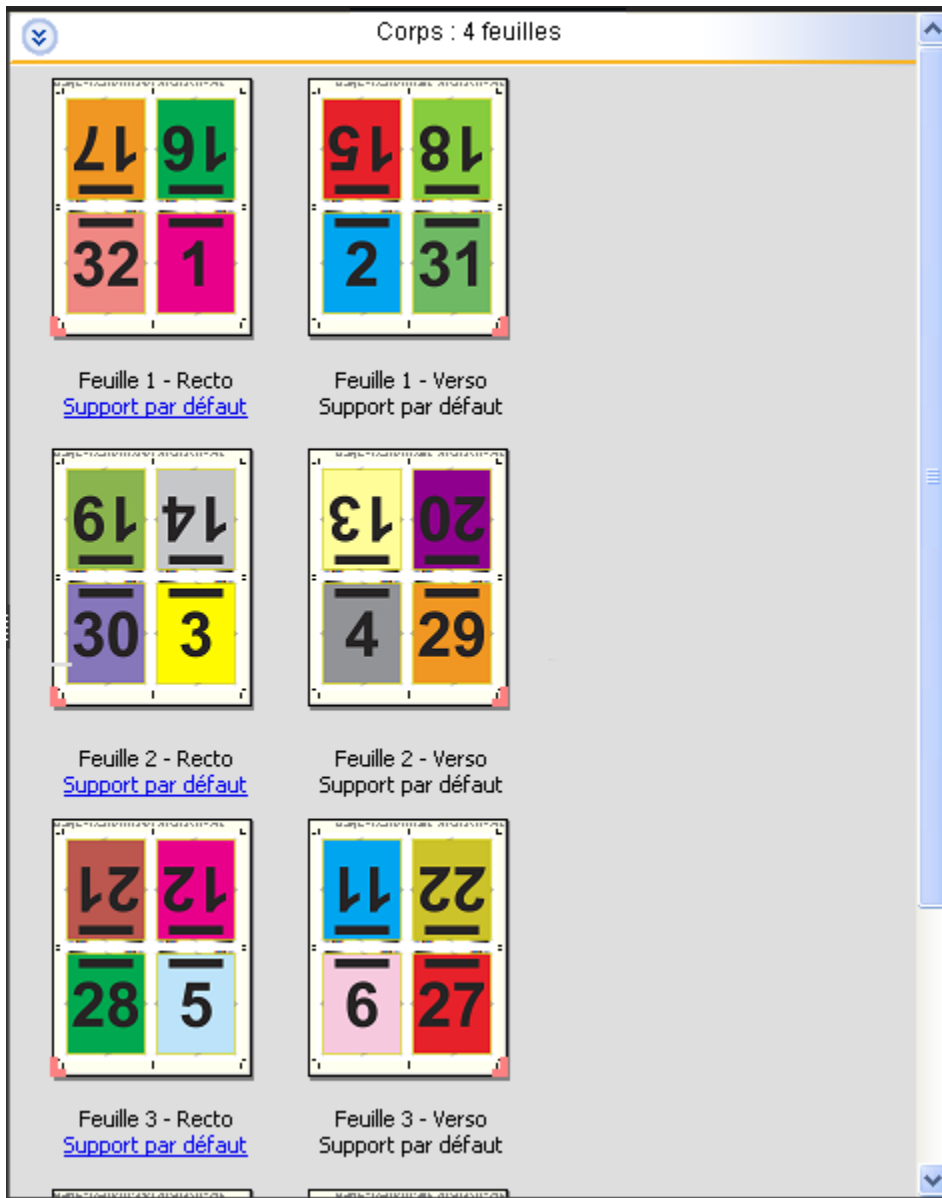 Corps : 4 feuilles
17 16
32 1
15 18
2 31
Feuille 1 - Recto
Support par défaut
Feuille 1 - Verso
Support par défaut
19 14
30 3
13 20
4 29
Feuille 2 - Recto
Support par défaut
Feuille 2 - Verso
Support par défaut
21 12
28 5
11 22
6 27
Feuille 3 - Recto
Support par défaut
Feuille 3 - Verso
Support par défaut